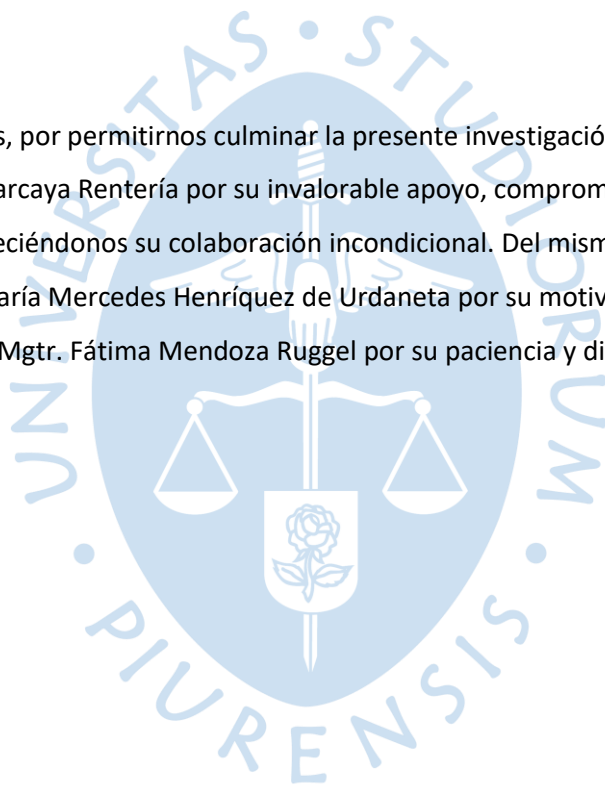 s, por permitirnos culminar la presente investigació
arcaya Rentería por su invalorable apoyo, comprom
eciéndonos su colaboración incondicional. Del mism
aría Mercedes Henríquez de Urdaneta por su motiv
Mgtr. Fátima Mendoza Ruggel por su paciencia y di
UNIVERSITAS • STUDIORUM • PIURENSIS •